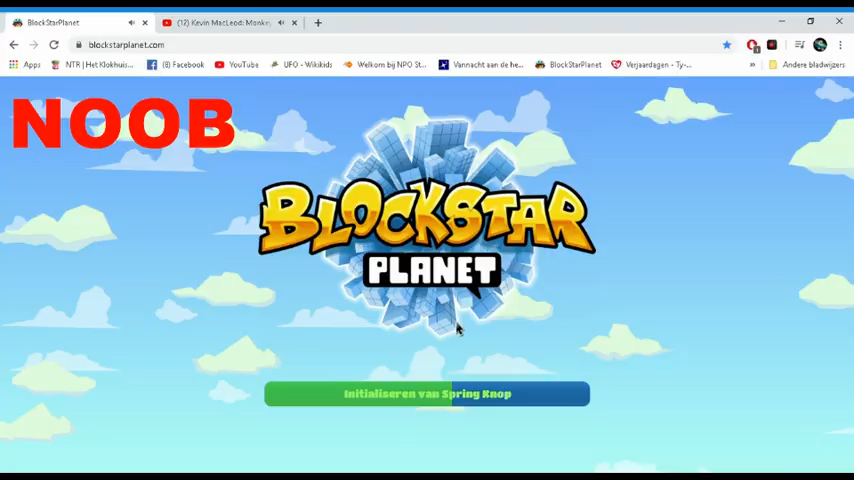 BlockStarPlanet
(12) Kevin MacLeod: Monkey
blockstarplanet.com
Apps
NTR | Het Klokhuis...
(8) Facebook
YouTube
UFO - Wikikids
Welkom bij NPO St...
Vannacht aan de he...
BlockStarPlanet
Verjaardagen - Ty-...
»
Andere bladwijzers
NOOB
BLOCKSTAR
PLANET
Initialiseren van Spring Knop